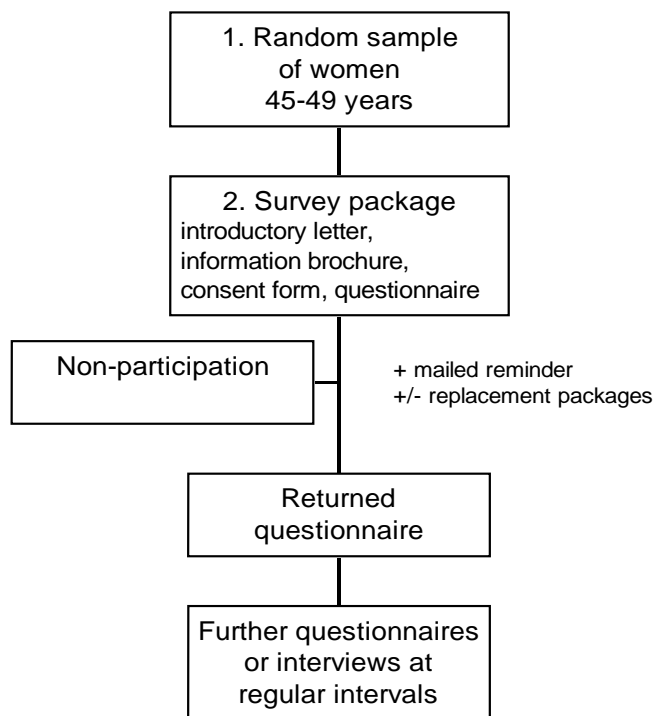 1. Random sample
of women
45-49 years
2. Survey package
introductory letter,
information brochure,
consent form, questionnaire
Non-participation
+ mailed reminder
+/- replacement packages
Returned
questionnaire
Further questionnaires
or interviews at
regular intervals